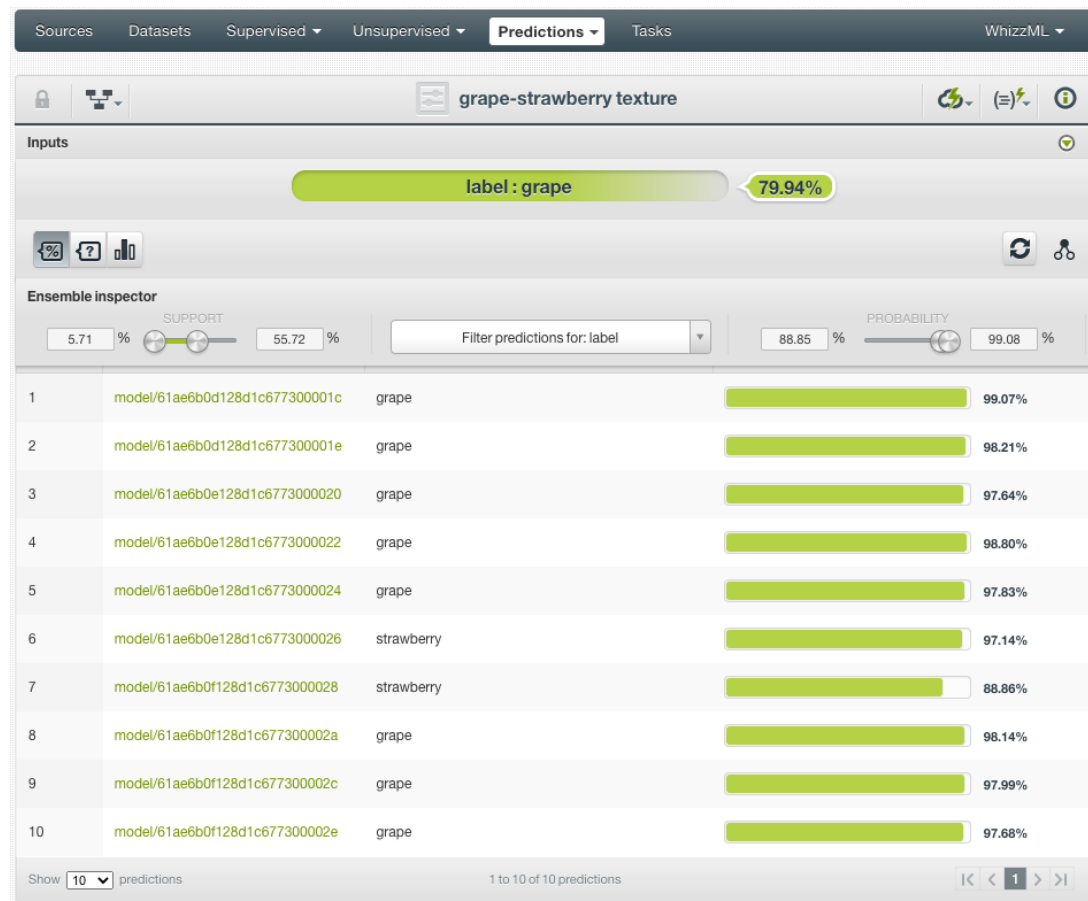 Sources Datasets Supervised Unsupervised Predictions Tasks WhizzML
grape-strawberry texture
Inputs
label : grape 79.94%
Ensemble inspector
SUPPORT PROBABILITY
5.71 % 55.72 % Filter predictions for: label 88.85 % 99.08 %
1 model/61ae6b0d128d1c677300001c grape 99.07%
2 model/61ae6b0d128d1c677300001e grape 98.21%
3 model/61ae6b0e128d1c6773000020 grape 97.64%
4 model/61ae6b0e128d1c6773000022 grape 98.80%
5 model/61ae6b0e128d1c6773000024 grape 97.83%
6 model/61ae6b0e128d1c6773000026 strawberry 97.14%
7 model/61ae6b0f128d1c6773000028 strawberry 88.86%
8 model/61ae6b0f128d1c677300002a grape 98.14%
9 model/61ae6b0f128d1c677300002c grape 97.99%
10 model/61ae6b0f128d1c677300002e grape 97.68%
Show 10 predictions 1 to 10 of 10 predictions 1